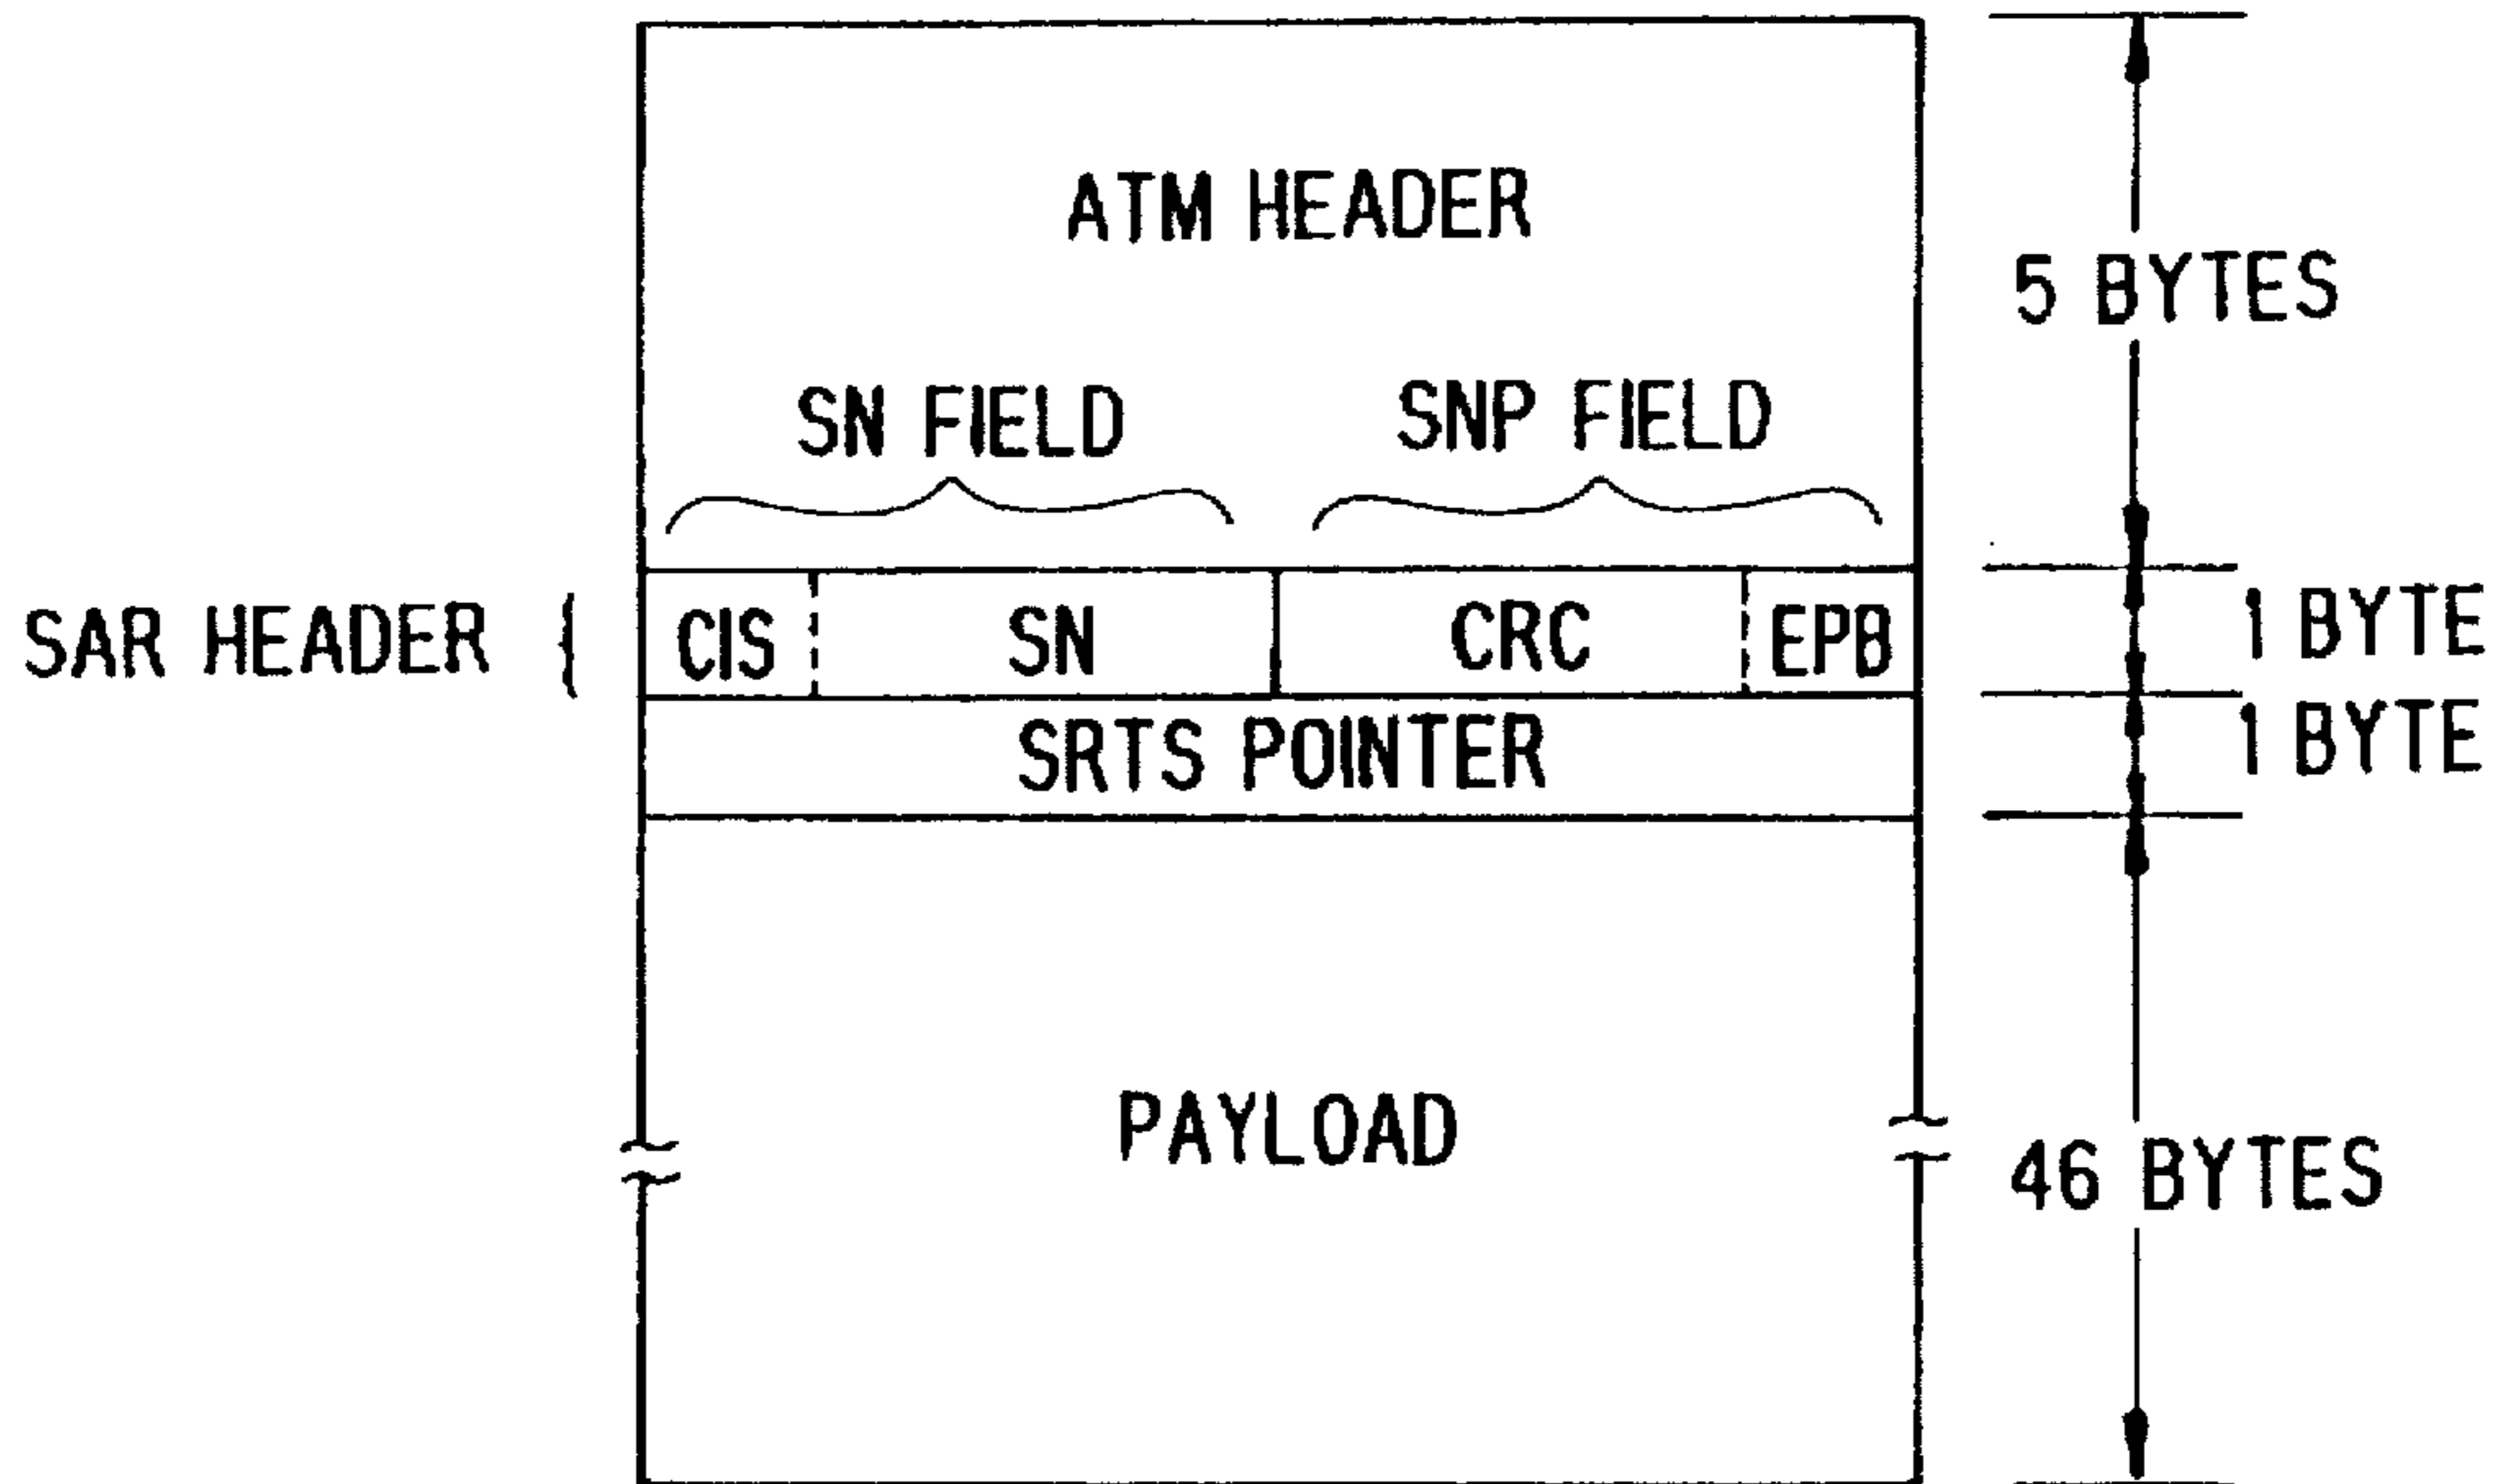 ATM HEADER
5 BYTES
SN FIELD SNP FIELD
SAR HEADER { CIS SN CRC EPB 1 BYTE
SRTS POINTER 1 BYTE
PAYLOAD
46 BYTES